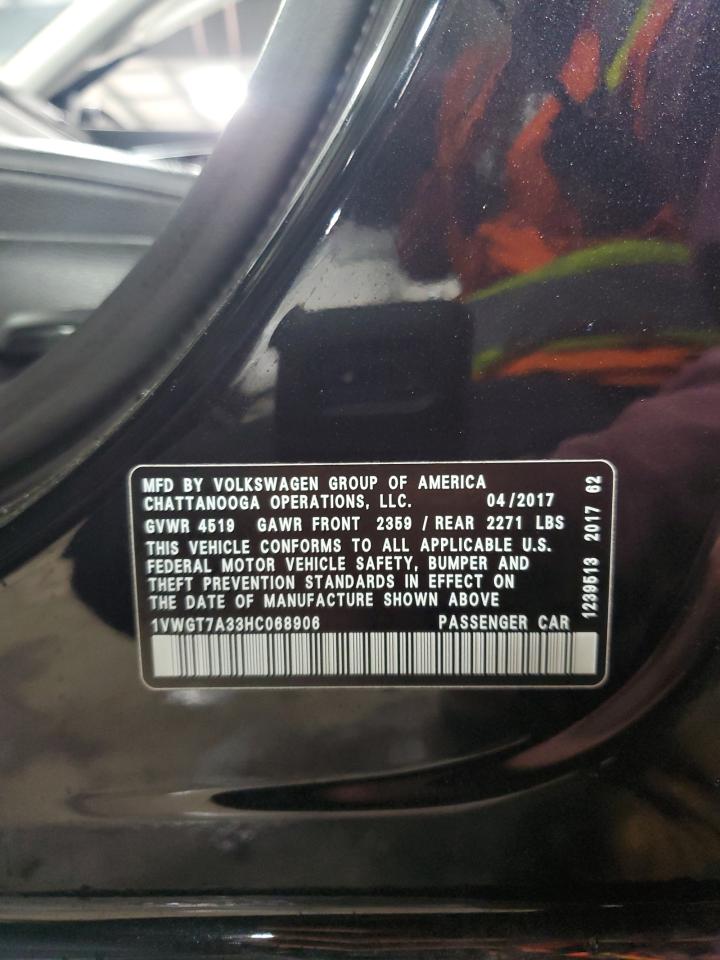 MFD BY VOLKSWAGEN GROUP OF AMERICA
CHATTANOOGA OPERATIONS, LLC. 04/2017
GVWR 4519 GAWR FRONT 2359 / REAR 2271 LBS
THIS VEHICLE CONFORMS TO ALL APPLICABLE U.S.
FEDERAL MOTOR VEHICLE SAFETY, BUMPER AND
THEFT PREVENTION STANDARDS IN EFFECT ON
THE DATE OF MANUFACTURE SHOWN ABOVE
1VWGT7A33HC068906 PASSENGER CAR
1239513 2017 62